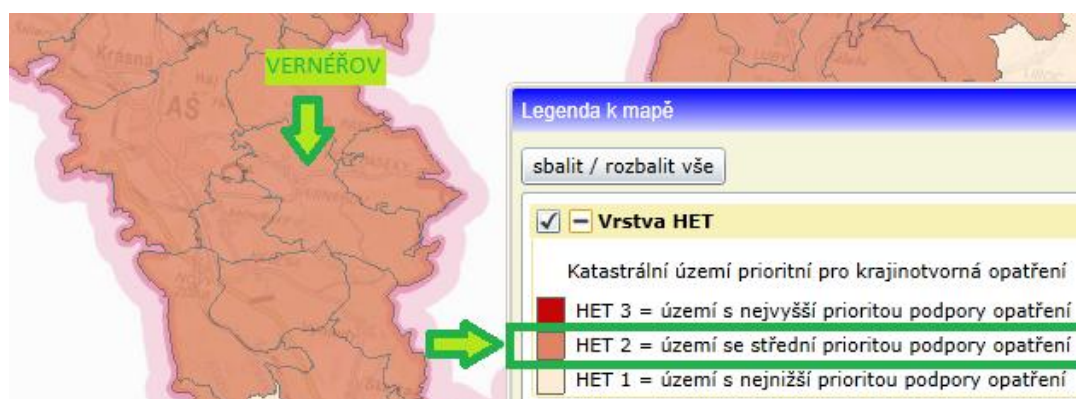 VERNÉŘOV
Krásná
AŠ
Legenda k mapě
sbalit / rozbalit vše
Vrstva HET
Katastrální území prioritní pro krajinotvorná opatření
HET 3 = území s nejvyšší prioritou podpory opatření
HET 2 = území se střední prioritou podpory opatření
HET 1 = území s nejnižší prioritou podpory opatření